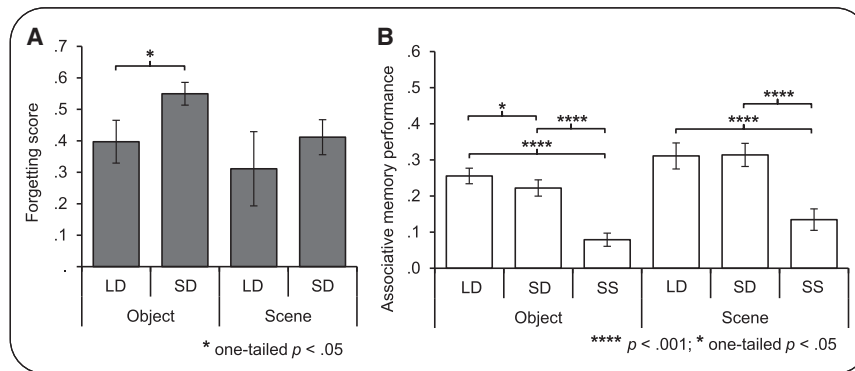 A
Forgetting score
.7
.6
.5
.4
.3
.2
.1
.
*
LD SD LD SD
Object Scene
* one-tailed p < .05
B
Associative memory performance
.6
.5
.4
.3
.2
.1
.0
* **** ****
**** ****
LD SD SS LD SD SS
Object Scene
**** p < .001; * one-tailed p < .05